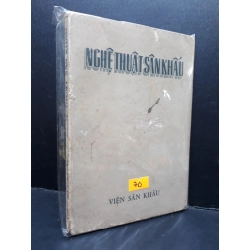 NGHỆ THUẬT SÂN KHẤU
70
VIỆN SÂN KHẤU